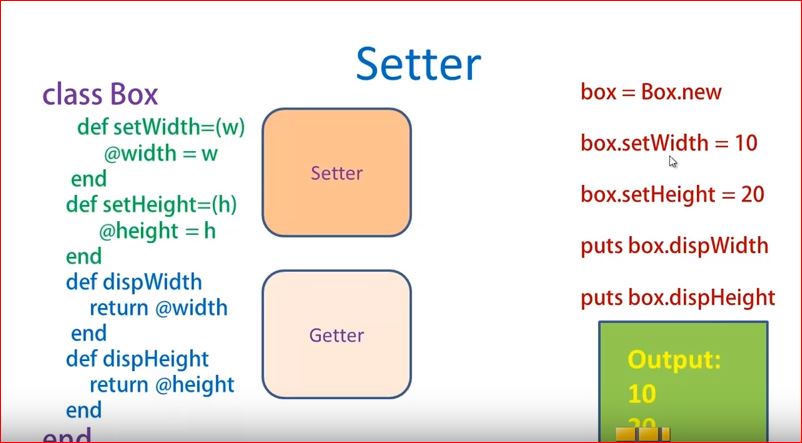 Setter
class Box
def setWidth=(w)
@width = w
end
def setHeight=(h)
@height = h
end
def dispWidth
return @width
end
def dispHeight
return @height
end
end
Setter
Getter
box = Box.new
box.setWidth = 10
box.setHeight = 20
puts box.dispWidth
puts box.dispHeight
Output:
10
20